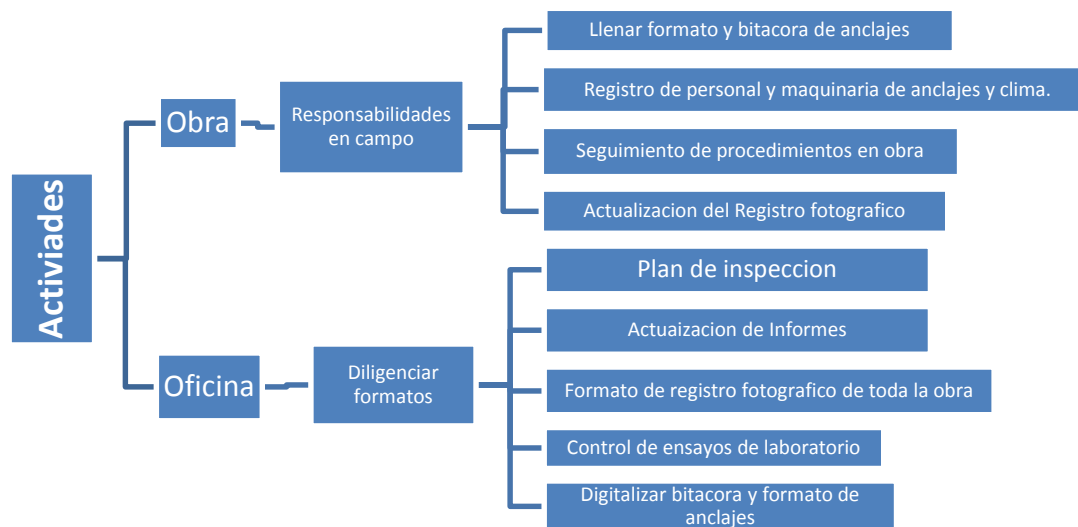 Activiades
Obra
Responsabilidades
en campo
Llenar formato y bitacora de anclajes
Registro de personal y maquinaria de anclajes y clima.
Seguimiento de procedimientos en obra
Actualizacion del Registro fotografico
Oficina
Diligenciar
formatos
Plan de inspeccion
Actuaizacion de Informes
Formato de registro fotografico de toda la obra
Control de ensayos de laboratorio
Digitalizar bitacora y formato de
anclajes